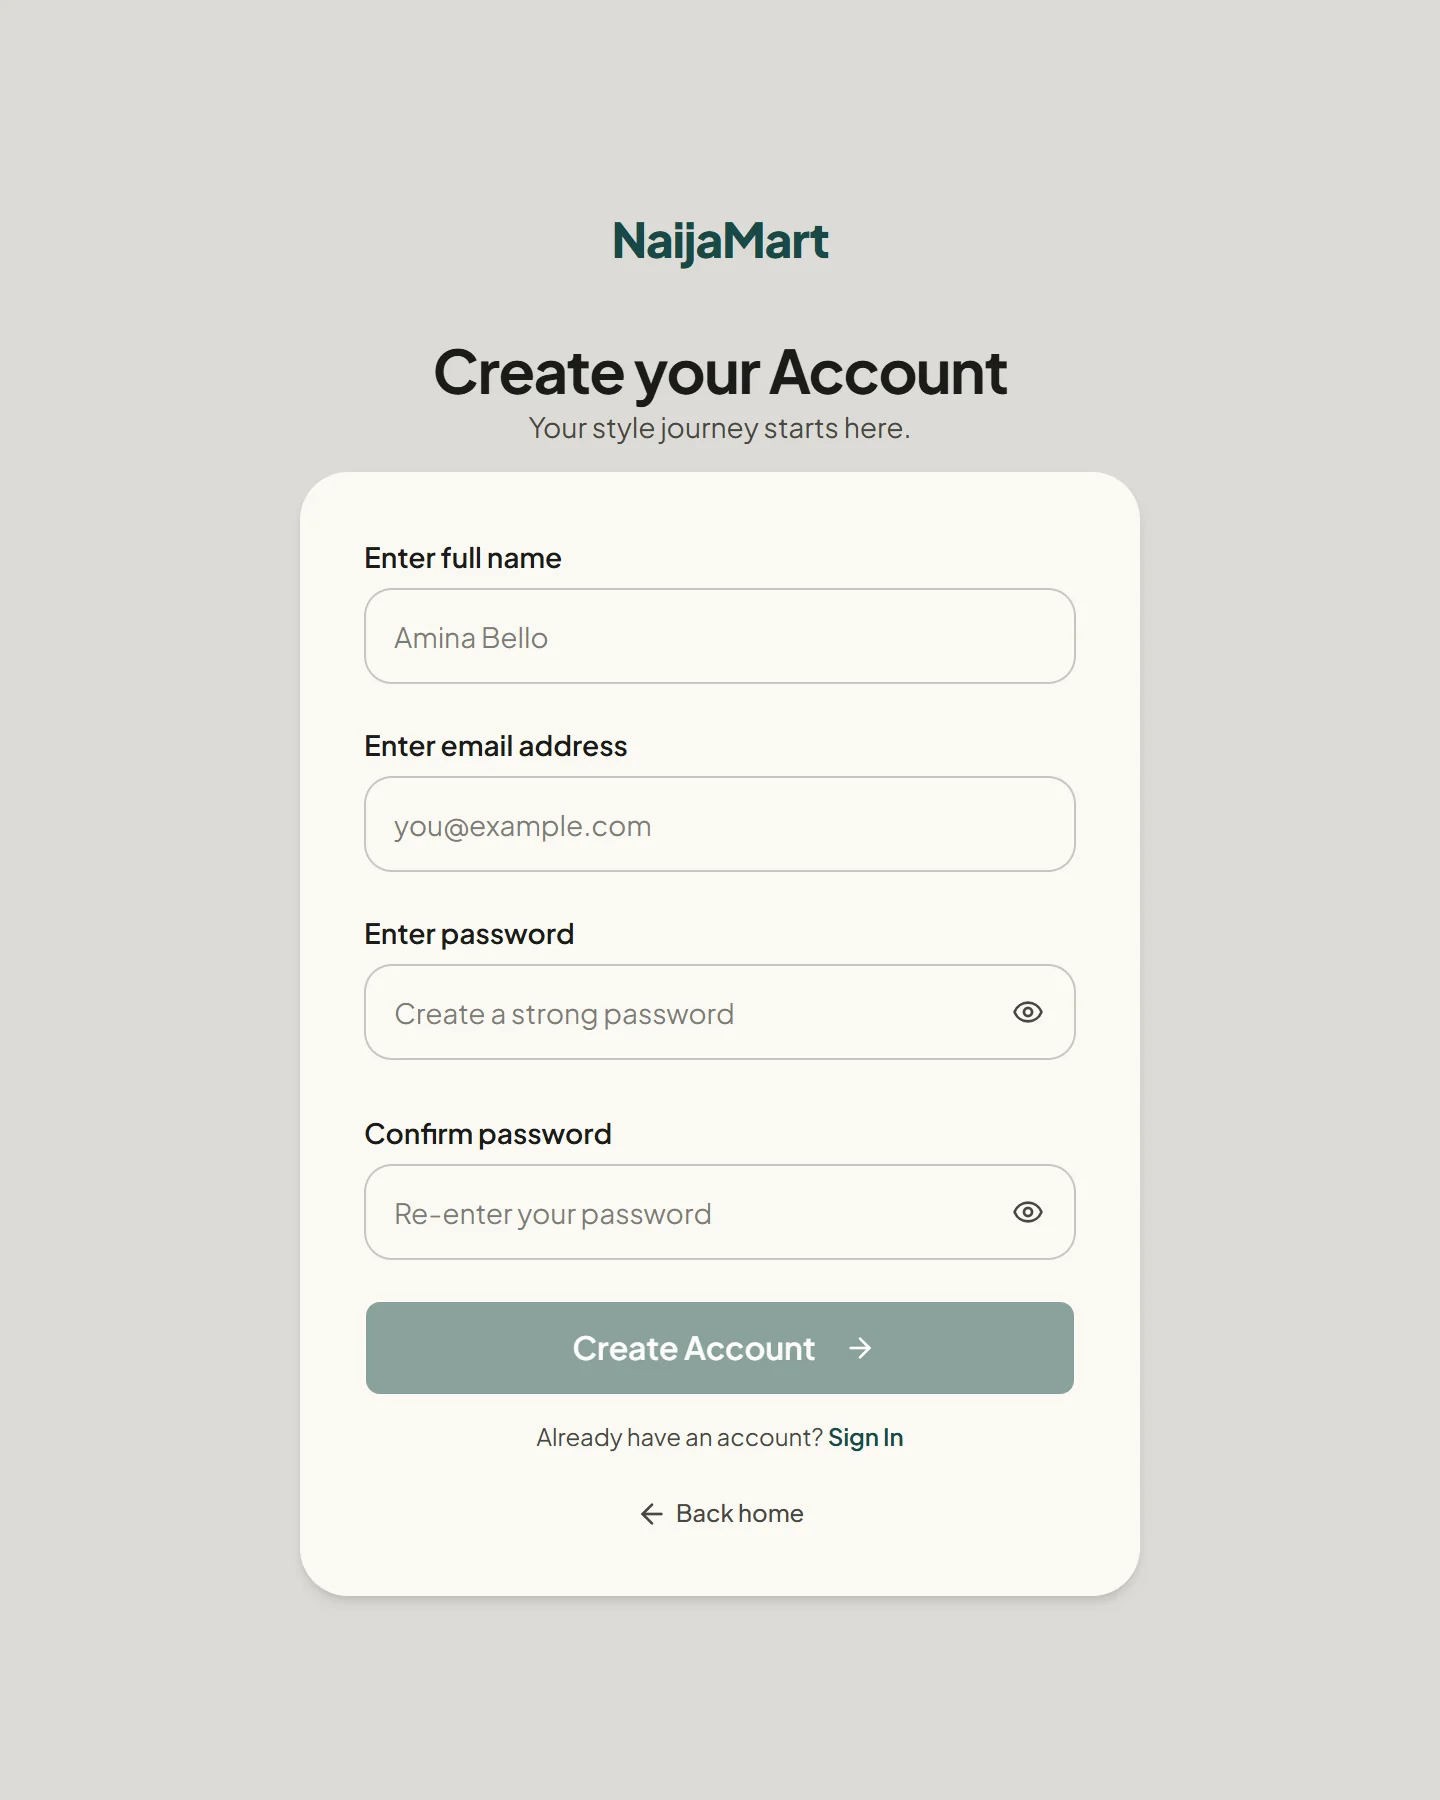 NaijaMart
Create your Account
Your style journey starts here.
Enter full name
Amina Bello
Enter email address
you@example.com
Enter password
Create a strong password
Confirm password
Re-enter your password
Create Account
Already have an account? Sign In
Back home